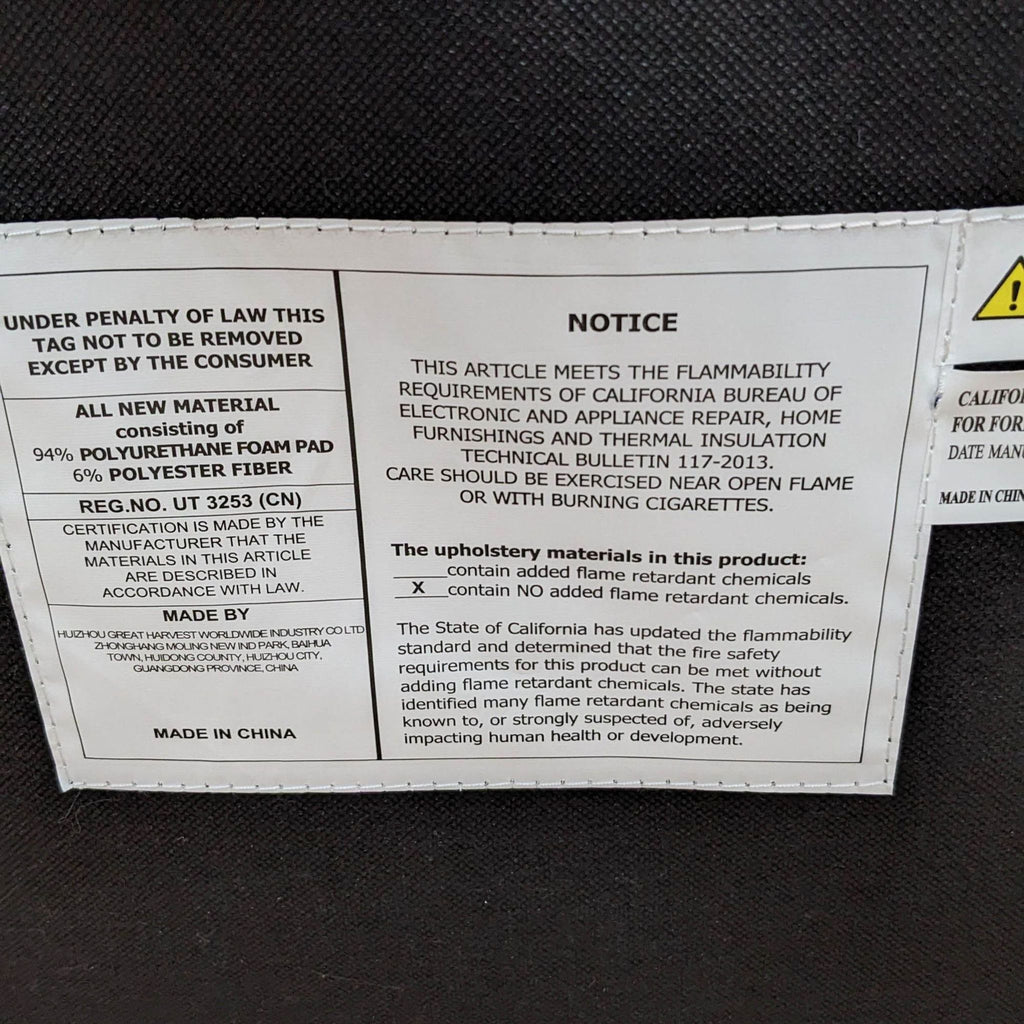 UNDER PENALTY OF LAW THIS
TAG NOT TO BE REMOVED
EXCEPT BY THE CONSUMER
ALL NEW MATERIAL
consisting of
94% POLYURETHANE FOAM PAD
6% POLYESTER FIBER
REG.NO. UT 3253 (CN)
CERTIFICATION IS MADE BY THE
MANUFACTURER THAT THE
MATERIALS IN THIS ARTICLE
ARE DESCRIBED IN
ACCORDANCE WITH LAW.
MADE BY
HUIZHOU GREAT HARVEST WORLDWIDE INDUSTRY CO LTD
ZHONGHANG MOLING NEW IND PARK, BAIHUA
TOWN, HUIDONG COUNTY, HUIZHOU CITY,
GUANGDONG PROVINCE, CHINA
MADE IN CHINA
NOTICE
THIS ARTICLE MEETS THE FLAMMABILITY
REQUIREMENTS OF CALIFORNIA BUREAU OF
ELECTRONIC AND APPLIANCE REPAIR, HOME
FURNISHINGS AND THERMAL INSULATION
TECHNICAL BULLETIN 117-2013.
CARE SHOULD BE EXERCISED NEAR OPEN FLAME
OR WITH BURNING CIGARETTES.
The upholstery materials in this product:
_____contain added flame retardant chemicals
__X__contain NO added flame retardant chemicals.
The State of California has updated the flammability
standard and determined that the fire safety
requirements for this product can be met without
adding flame retardant chemicals. The state has
identified many flame retardant chemicals as being
known to, or strongly suspected of, adversely
impacting human health or development.
FOR
DATE
MADE IN